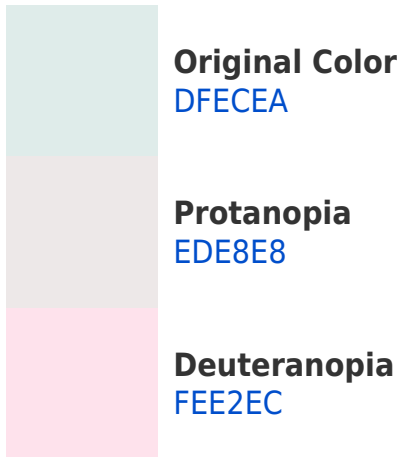 Original Color
DFECEA
Protanopia
EDE8E8
Deuteranopia
FEE2EC